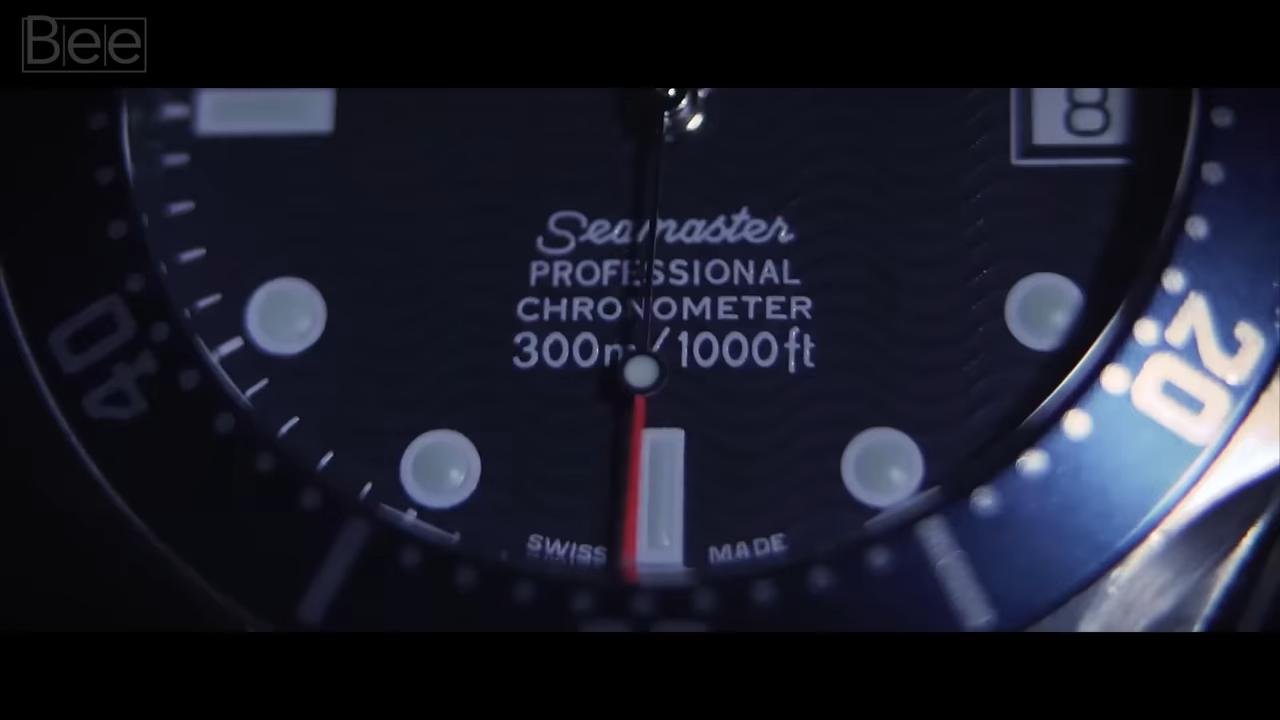 Bee
8
Seamaster
PROFESSIONAL
CHRONOMETER
300m/1000ft
40
20
SWISS MADE